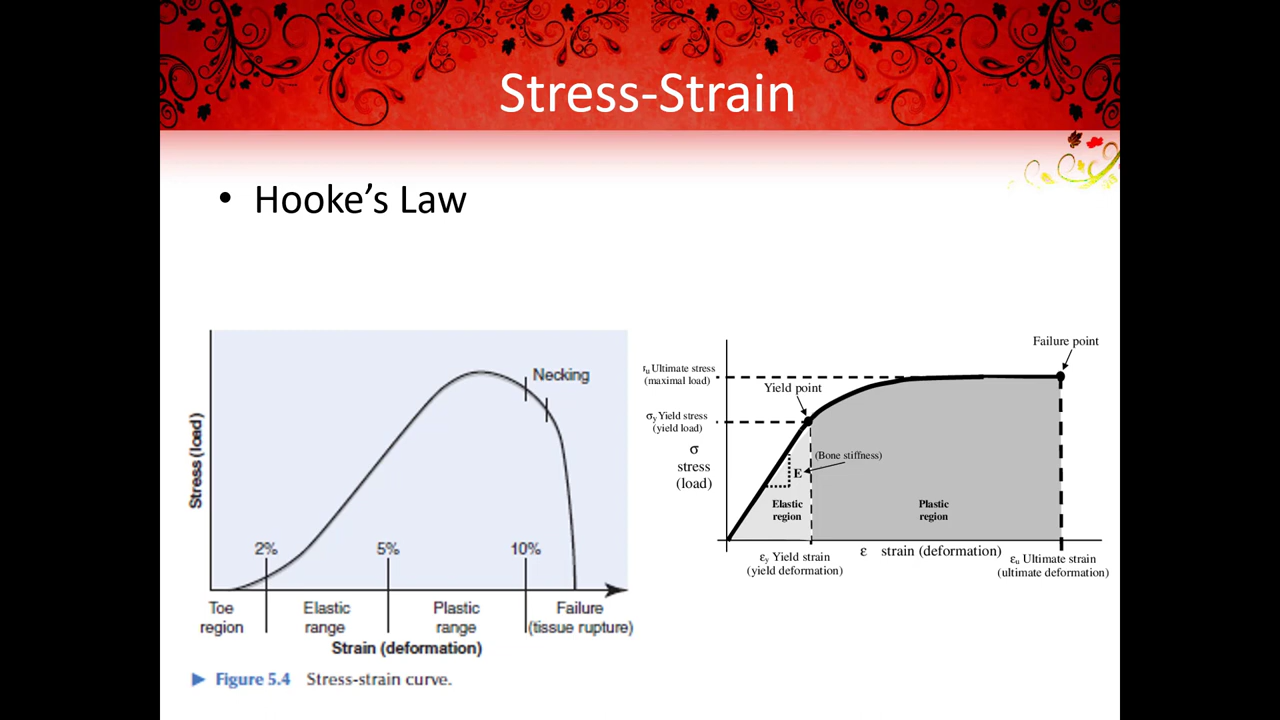 Stress-Strain
• Hooke’s Law
Necking
Stress (load)
2%
5%
10%
Toe
region
Elastic
range
Plastic
range
Failure
(tissue rupture)
Strain (deformation)
▶ Figure 5.4 Stress-strain curve.
Failure point
Ultimate stress
(maximal load)
Yield point
σy Yield stress
(yield load)
σ
stress
(load)
E
(Bone stiffness)
Elastic
region
Plastic
region
εy Yield strain
(yield deformation)
ε strain (deformation)
εu Ultimate strain
(ultimate deformation)